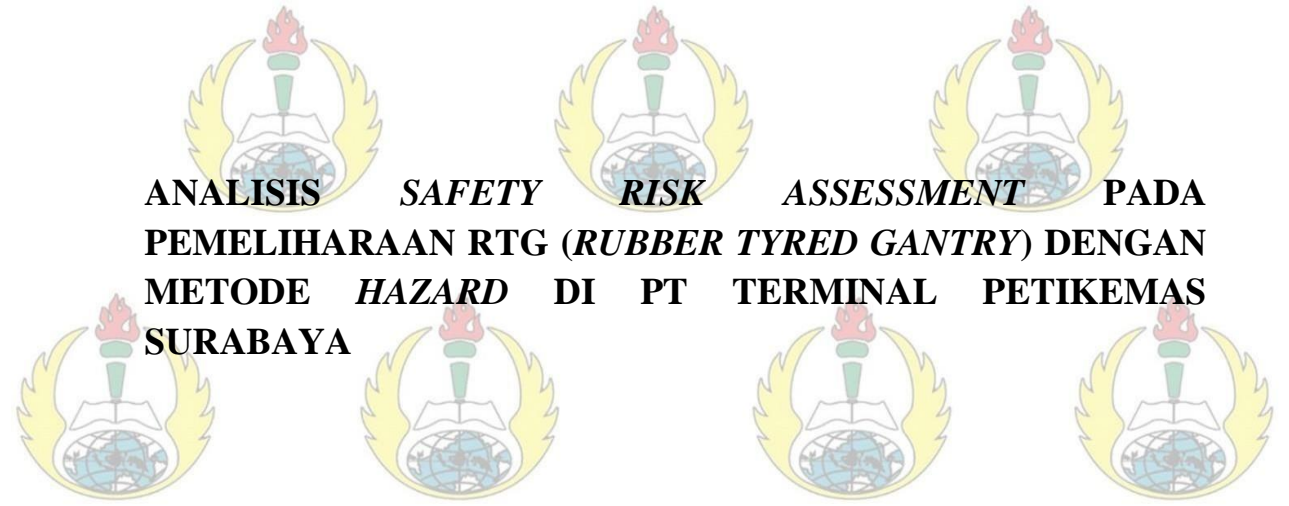 ANALISIS SAFETY RISK ASSESSMENT PADA
PEMELIHARAAN RTG (RUBBER TYRED GANTRY) DENGAN
METODE HAZARD DI PT TERMINAL PETIKEMAS
SURABAYA